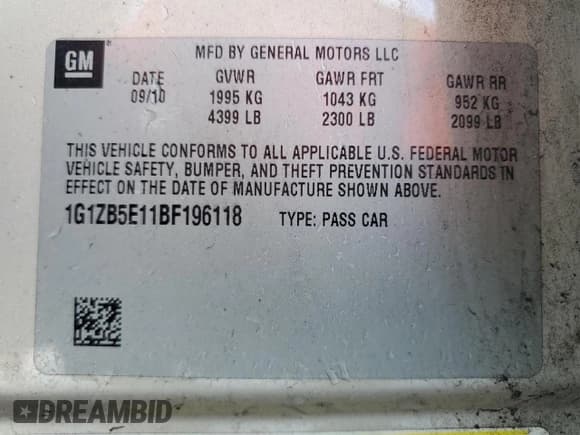 GM
MFD BY GENERAL MOTORS LLC
DATE GVWR GAWR FRT GAWR RR
09/10 1995 KG 1043 KG 952 KG
4399 LB 2300 LB 2099 LB
THIS VEHICLE CONFORMS TO ALL APPLICABLE U.S. FEDERAL MOTOR
VEHICLE SAFETY, BUMPER, AND THEFT PREVENTION STANDARDS IN
EFFECT ON THE DATE OF MANUFACTURE SHOWN ABOVE.
1G1ZB5E11BF196118 TYPE: PASS CAR
DREAMBID